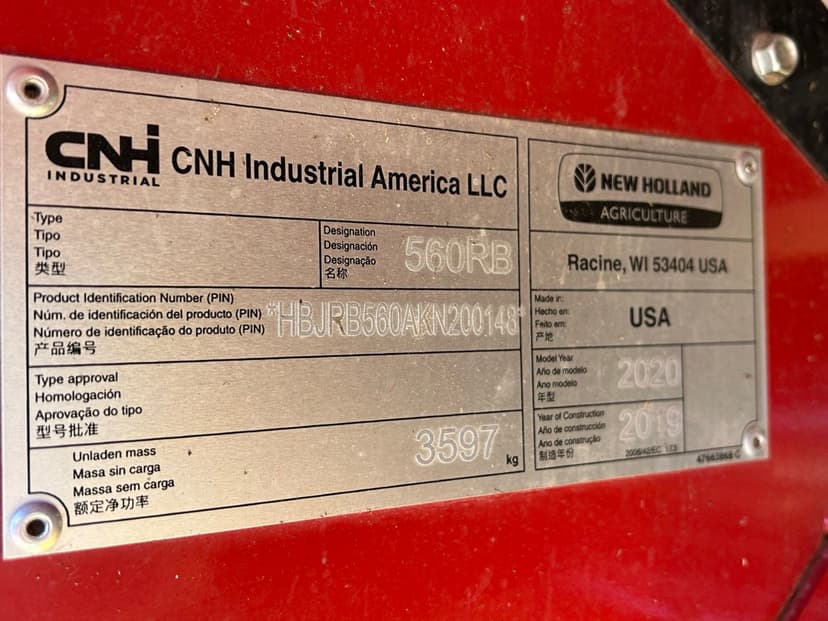 CNH
INDUSTRIAL
CNH Industrial America LLC
Type
Tipo
Tipo
类型
Designation
Designación
Designação
名称
560RB
Product Identification Number (PIN)
Núm. de identificación del producto (PIN)
Número de identificação do produto (PIN)
产品编号
*HBJRB560AKN200148*
Type approval
Homologación
Aprovação do tipo
型号批准
Unladen mass
Masa sin carga
Massa sem carga
额定净功率
3597
kg
NEW HOLLAND
AGRICULTURE
Racine, WI 53404 USA
Made in:
Hecho en:
Feito em:
产地
USA
Model Year
Año de modelo
Ano modelo
年型
2020
Year of Construction
Año de construcción
Ano de construção
制造年份
2019
2006/42/EC